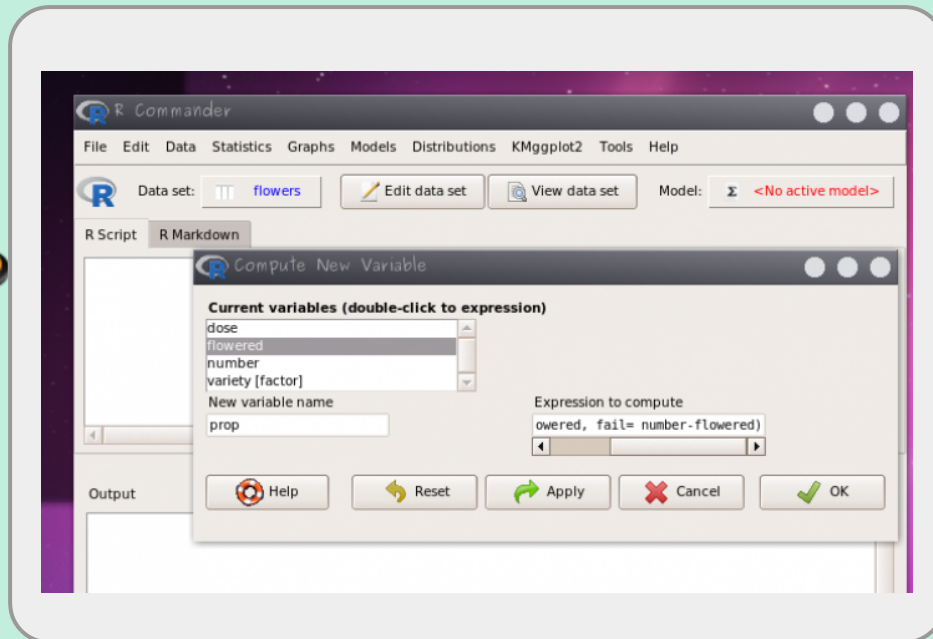 R Commander
File Edit Data Statistics Graphs Models Distributions KMggplot2 Tools Help
R Data set: flowers Edit data set View data set Model: Σ <No active model>
R Script R Markdown
R Compute New Variable
Current variables (double-click to expression)
dose
flowered
number
variety [factor]
New variable name Expression to compute
prop owered, fail= number-flowered)
Help Reset Apply Cancel OK
Output